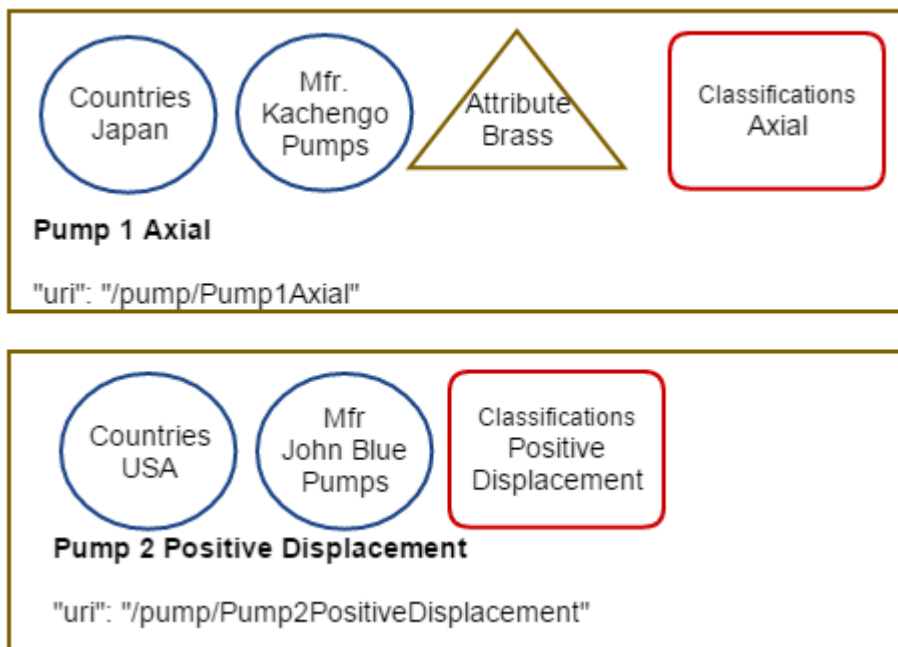 Countries
Japan
Mfr.
Kachengo
Pumps
Attribute
Brass
Classifications
Axial
Pump 1 Axial
"uri": "/pump/Pump1Axial"
Countries
USA
Mfr
John Blue
Pumps
Classifications
Positive
Displacement
Pump 2 Positive Displacement
"uri": "/pump/Pump2PositiveDisplacement"